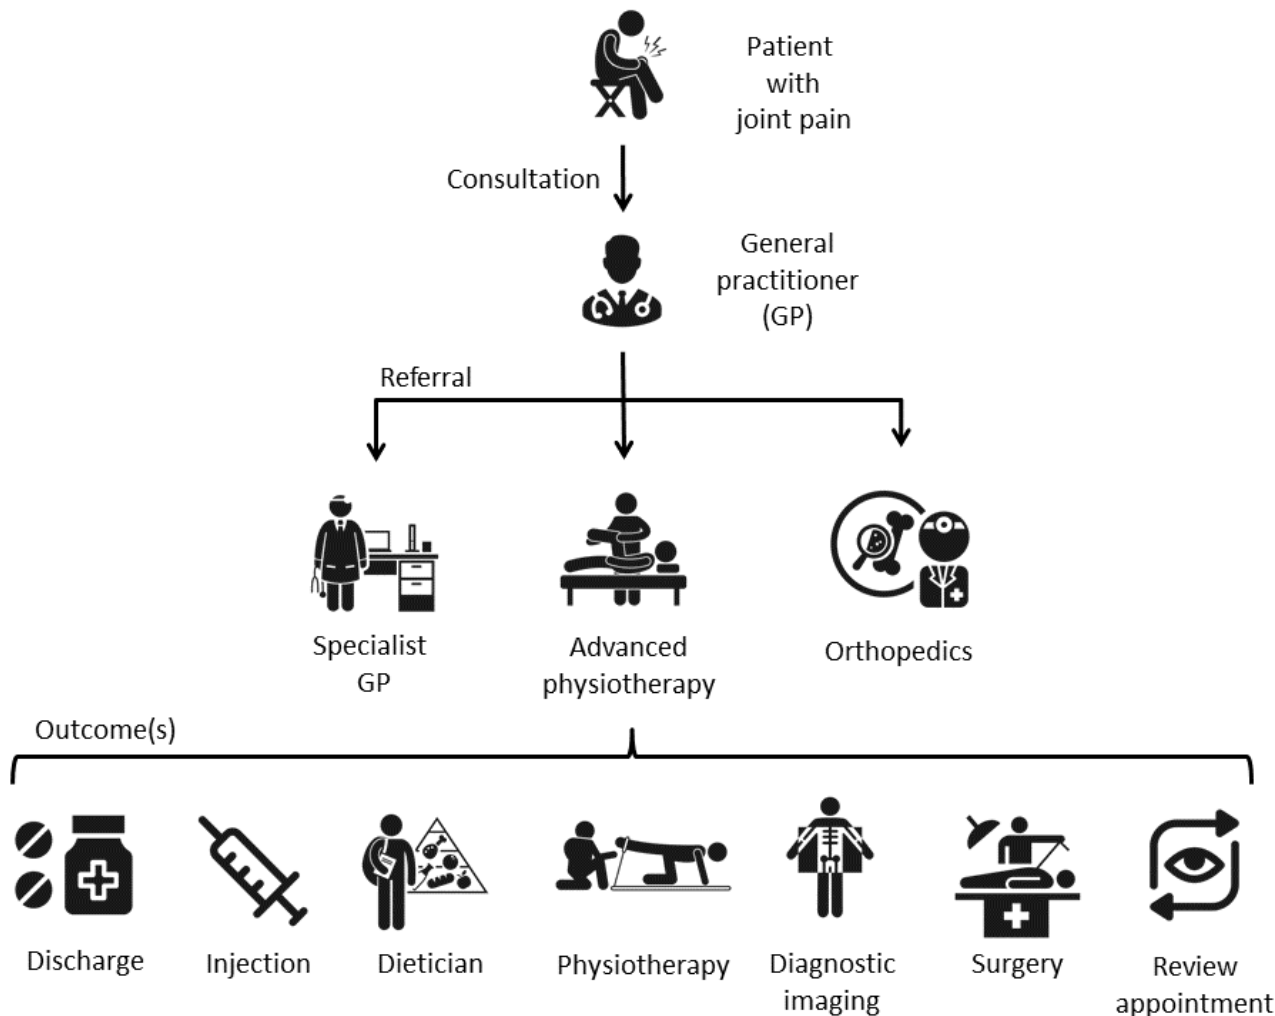 Patient
with
joint pain
Consultation
General
practitioner
(GP)
Referral
Specialist
GP
Advanced
physiotherapy
Orthopedics
Outcome(s)
Discharge
Injection
Dietician
Physiotherapy
Diagnostic
imaging
Surgery
Review
appointment